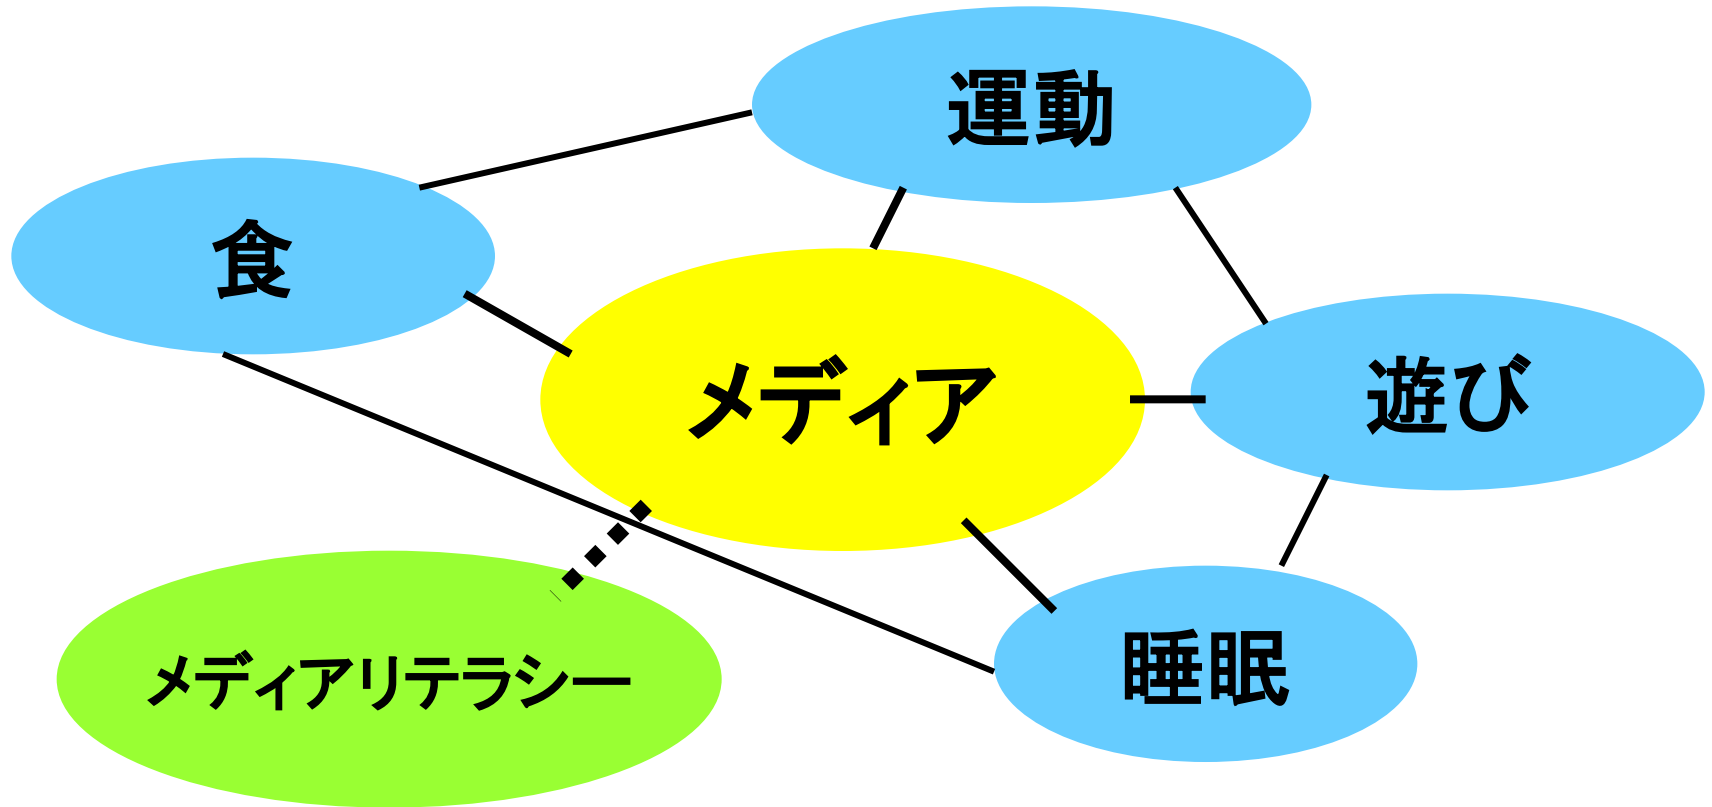 運動
食
メディア
遊び
メディアリテラシー
睡眠